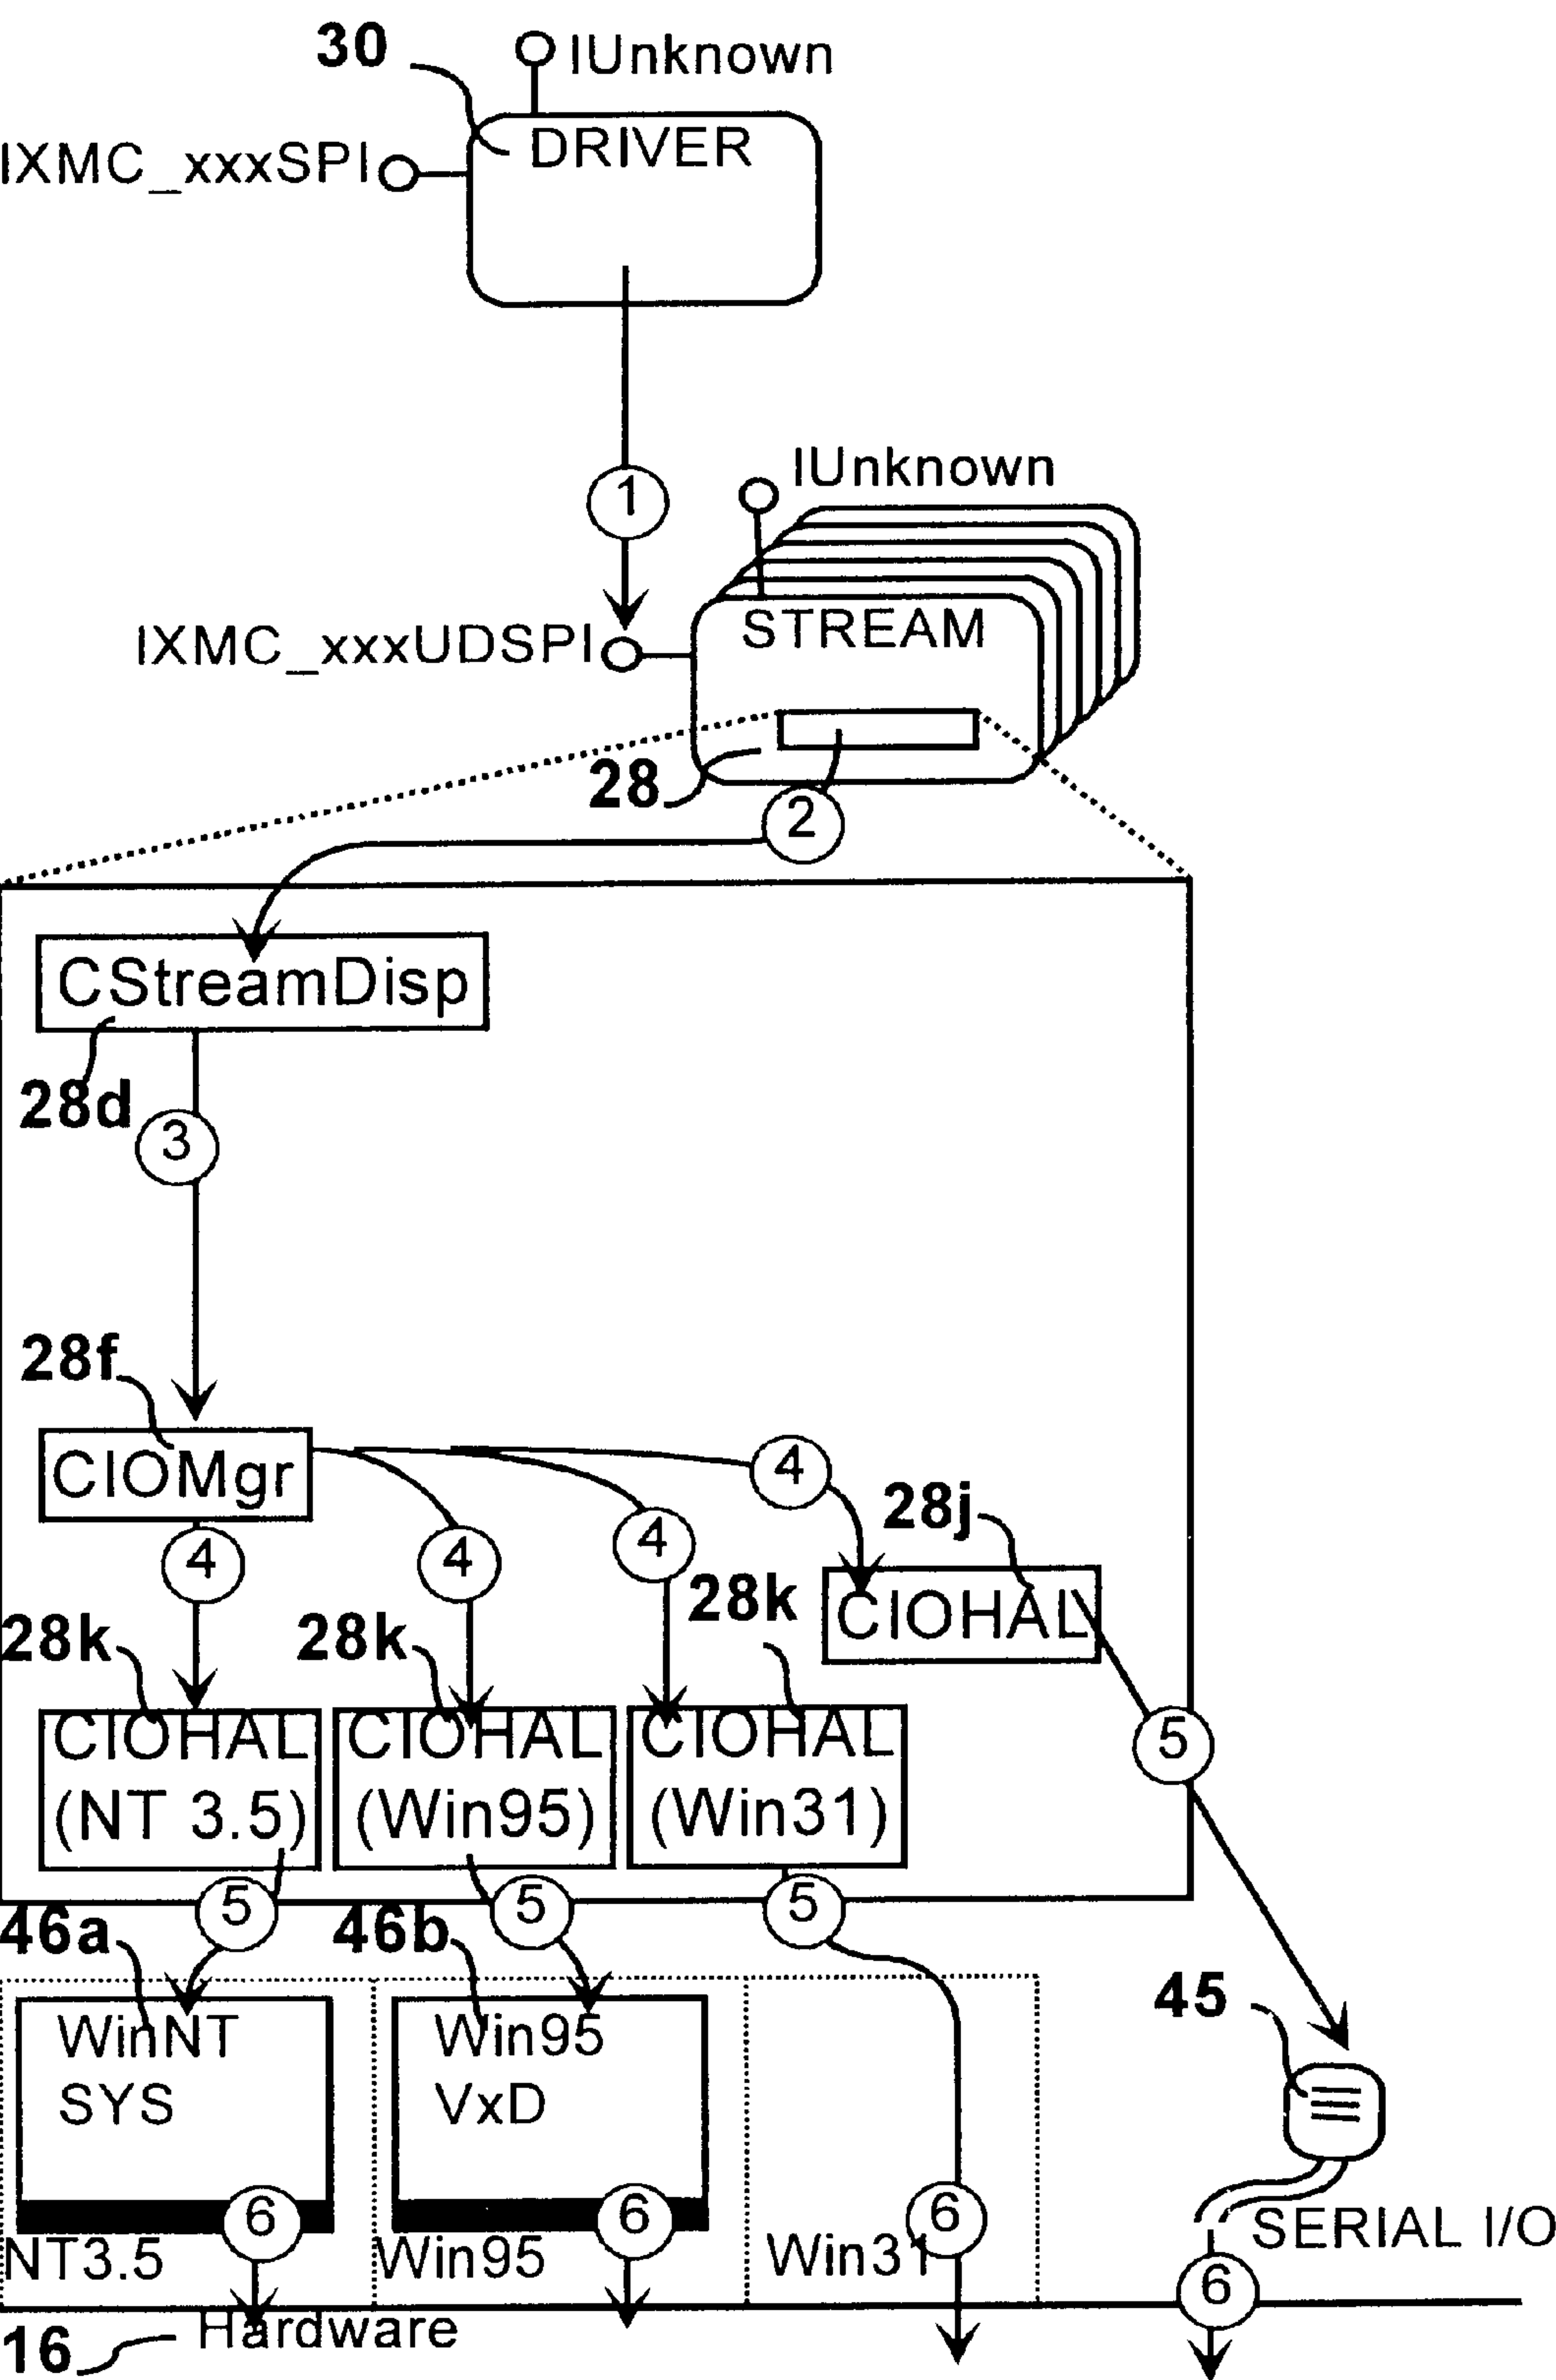 30
IUnknown
IXMC_xxxSPI
DRIVER
1
IUnknown
IXMC_xxxUDSPI
STREAM
28
2
CStreamDisp
28d
3
28f
CIOMgr
4
4
4
4
28j
CIOHAL
28k
28k
28k
CIOHAL
(NT 3.5)
CIOHAL
(Win95)
CIOHAL
(Win31)
5
5
5
5
46a
46b
45
WinNT
SYS
Win95
VxD
6
6
6
SERIAL I/O
NT3.5
Win95
Win31
6
16
Hardware